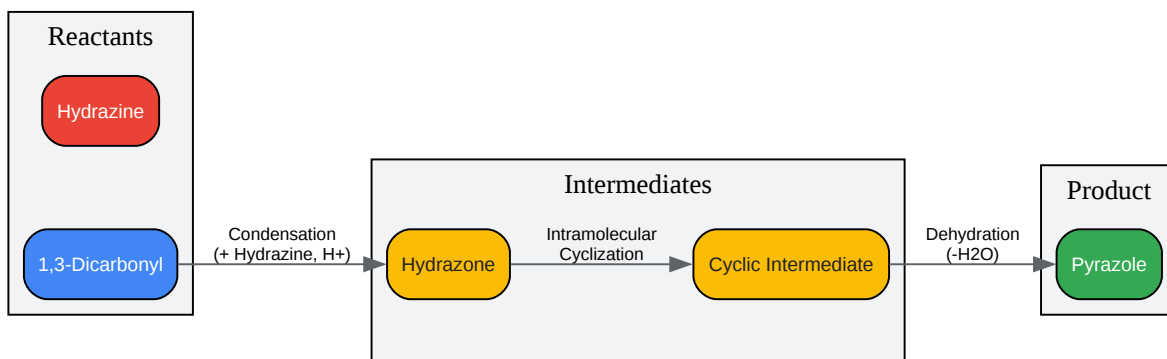 Reactants
Hydrazine
1,3-Dicarbonyl
Condensation
(+ Hydrazine, H+)
Intermediates
Hydrazone
Intramolecular
Cyclization
Cyclic Intermediate
Dehydration
(-H2O)
Product
Pyrazole